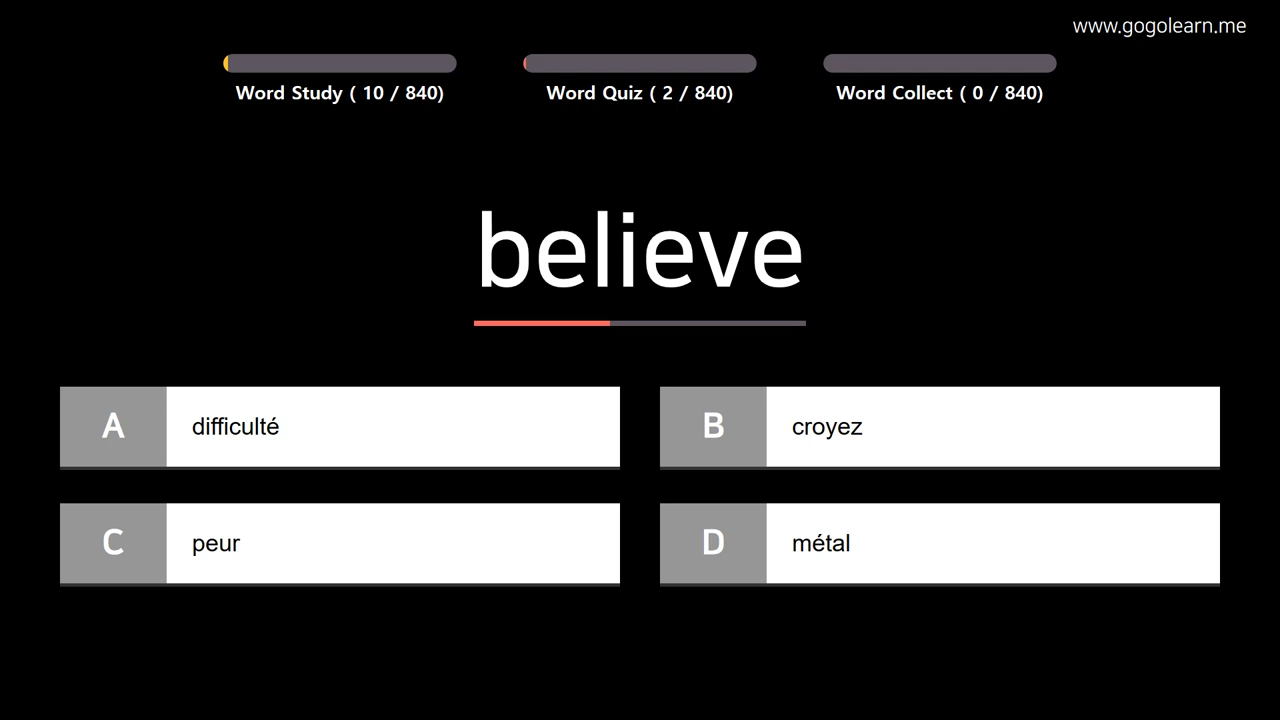 www.gogolearn.me
Word Study ( 10 / 840)
Word Quiz ( 2 / 840)
Word Collect ( 0 / 840)
believe
A difficulté
B croyez
C peur
D métal